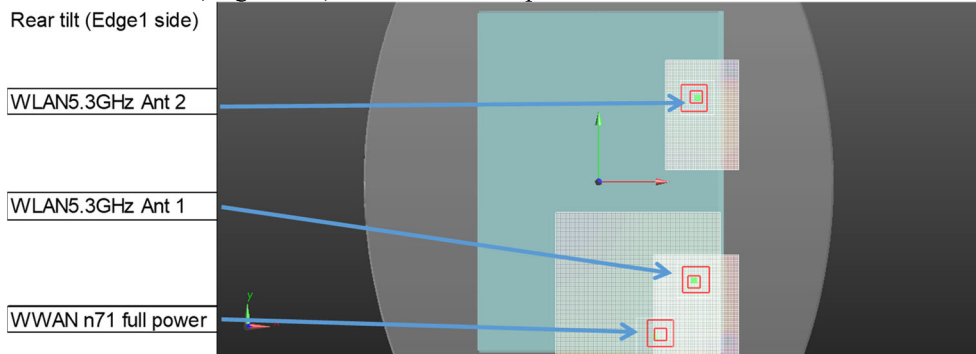 Rear tilt (Edge1 side)
WLAN5.3GHz Ant 2
WLAN5.3GHz Ant 1
y
WWAN n71 full power